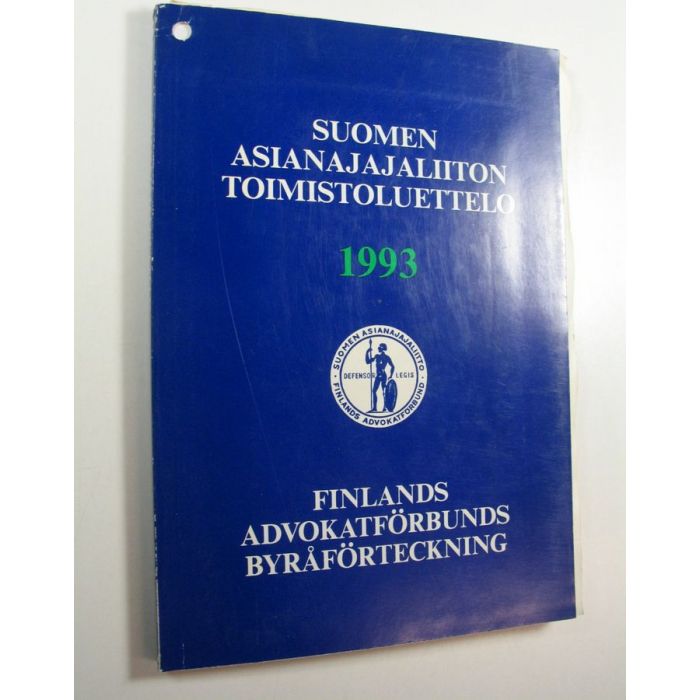 SUOMEN
ASIANAJAJALIITON
TOIMISTOLUETTELO
1993
· SUOMEN ASIANAJAJALIITTO ·
DEFENSOR LEGIS
FINLANDS ADVOKATFÖRBUND
FINLANDS
ADVOKATFÖRBUNDS
BYRÅFÖRTECKNING